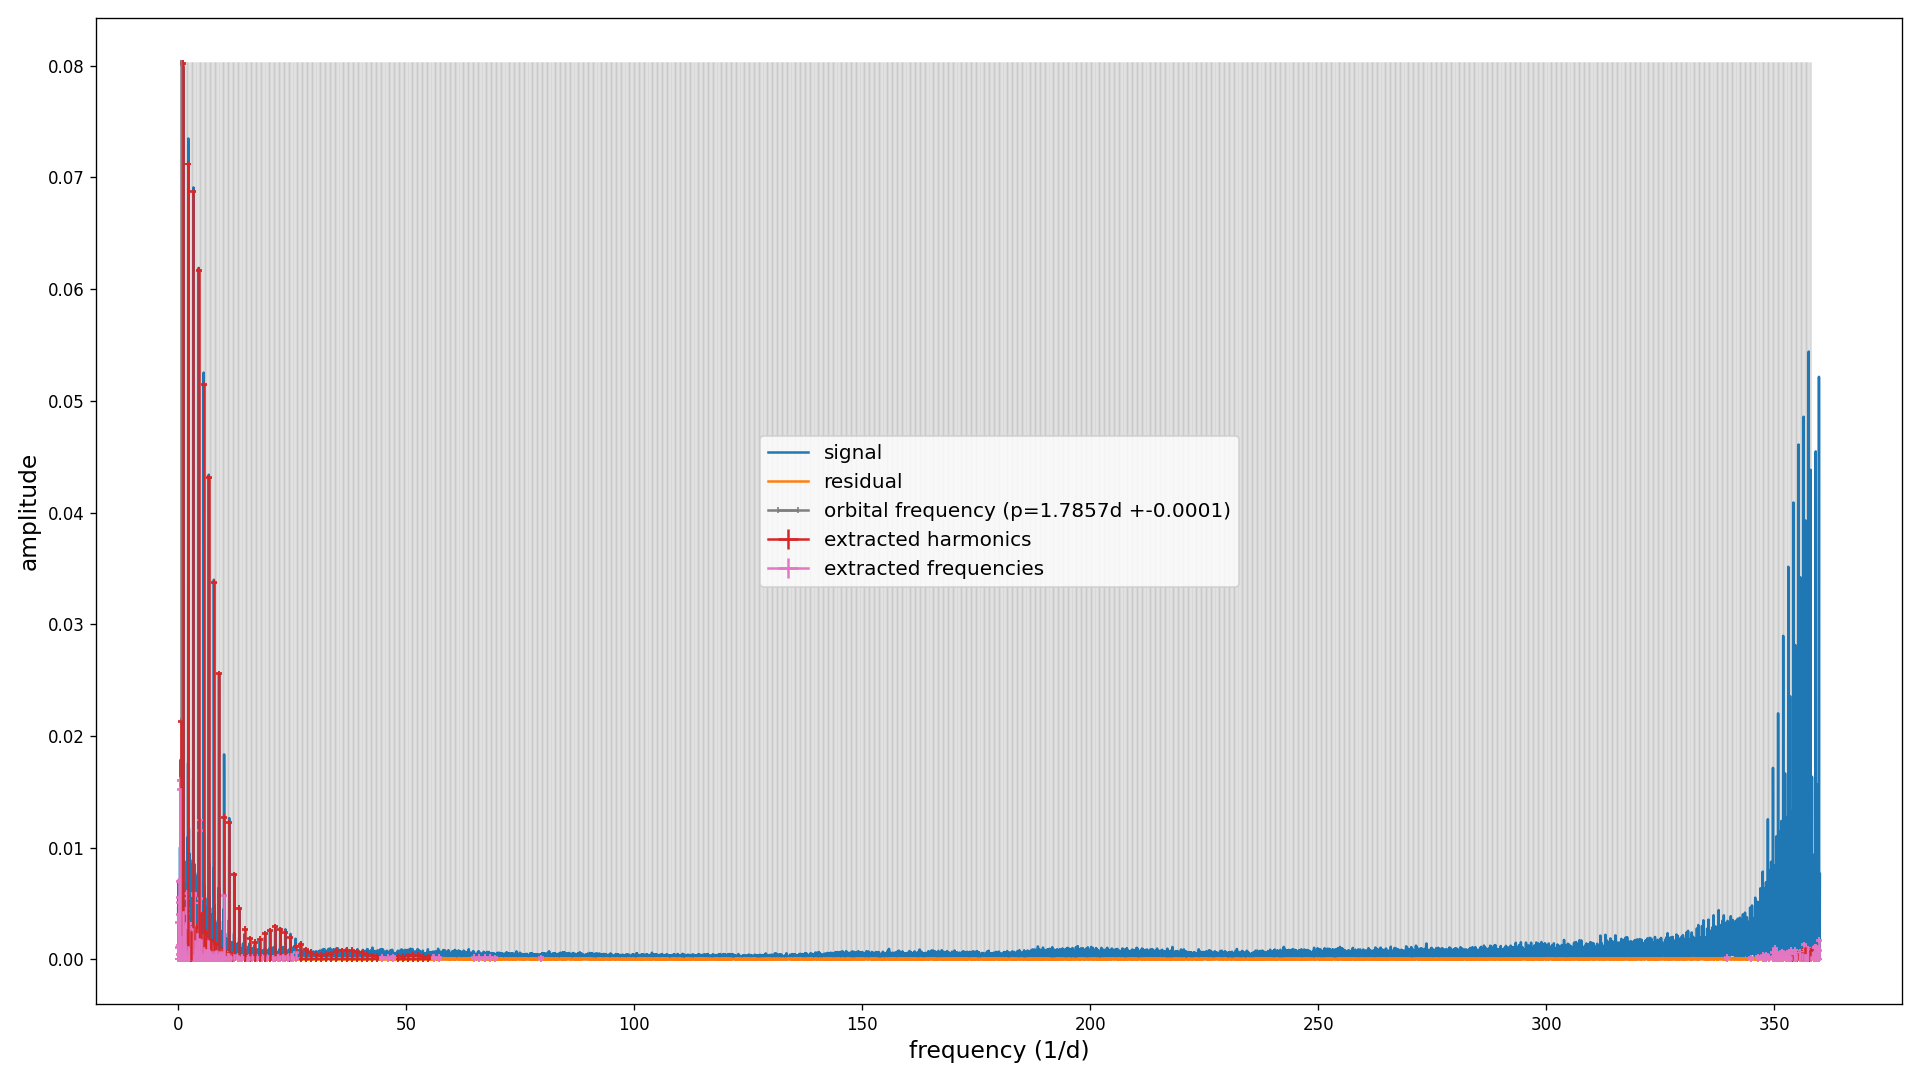 0.08
0.07
0.06
0.05
0.04
0.03
0.02
0.01
0.00
amplitude
signal
residual
orbital frequency (p=1.7857d +-0.0001)
extracted harmonics
extracted frequencies
0 50 100 150 200 250 300 350
frequency (1/d)